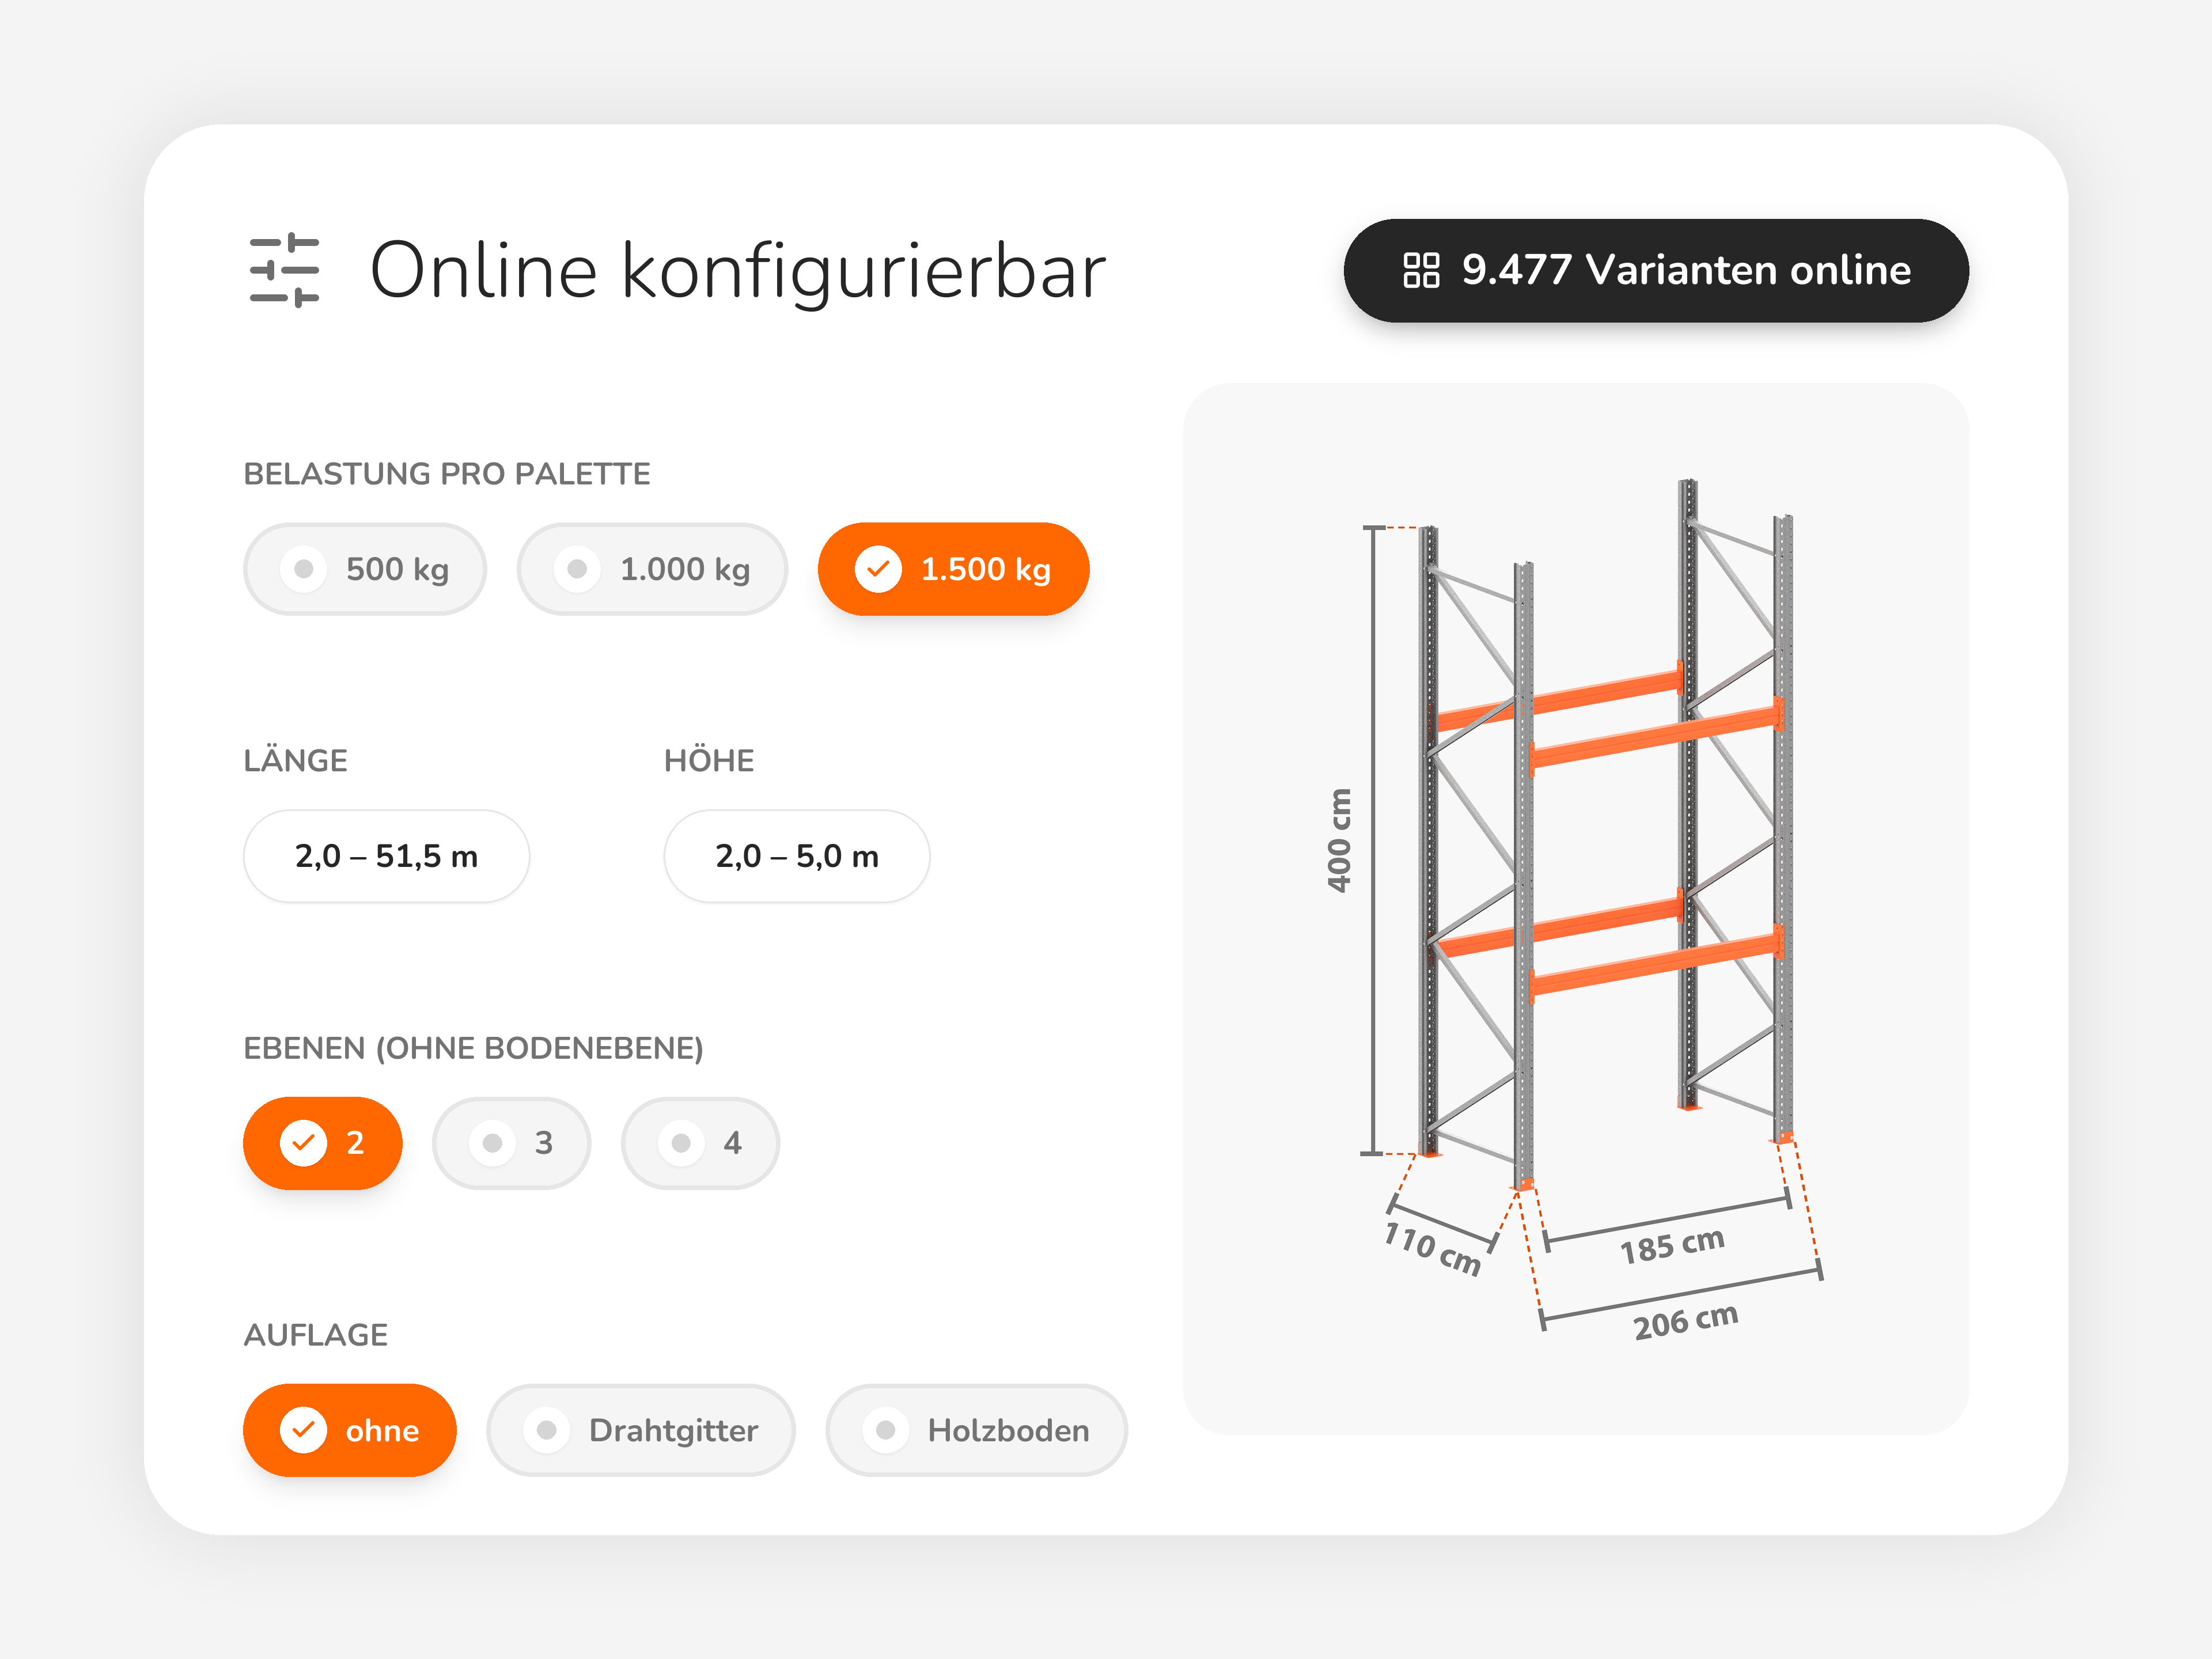 Online konfigurierbar
9.477 Varianten online
BELASTUNG PRO PALETTE
500 kg
1.000 kg
1.500 kg
LÄNGE
HÖHE
2,0 – 51,5 m
2,0 – 5,0 m
EBENEN (OHNE BODENEBENE)
2
3
4
AUFLAGE
ohne
Drahtgitter
Holzboden
400 cm
110 cm
185 cm
206 cm